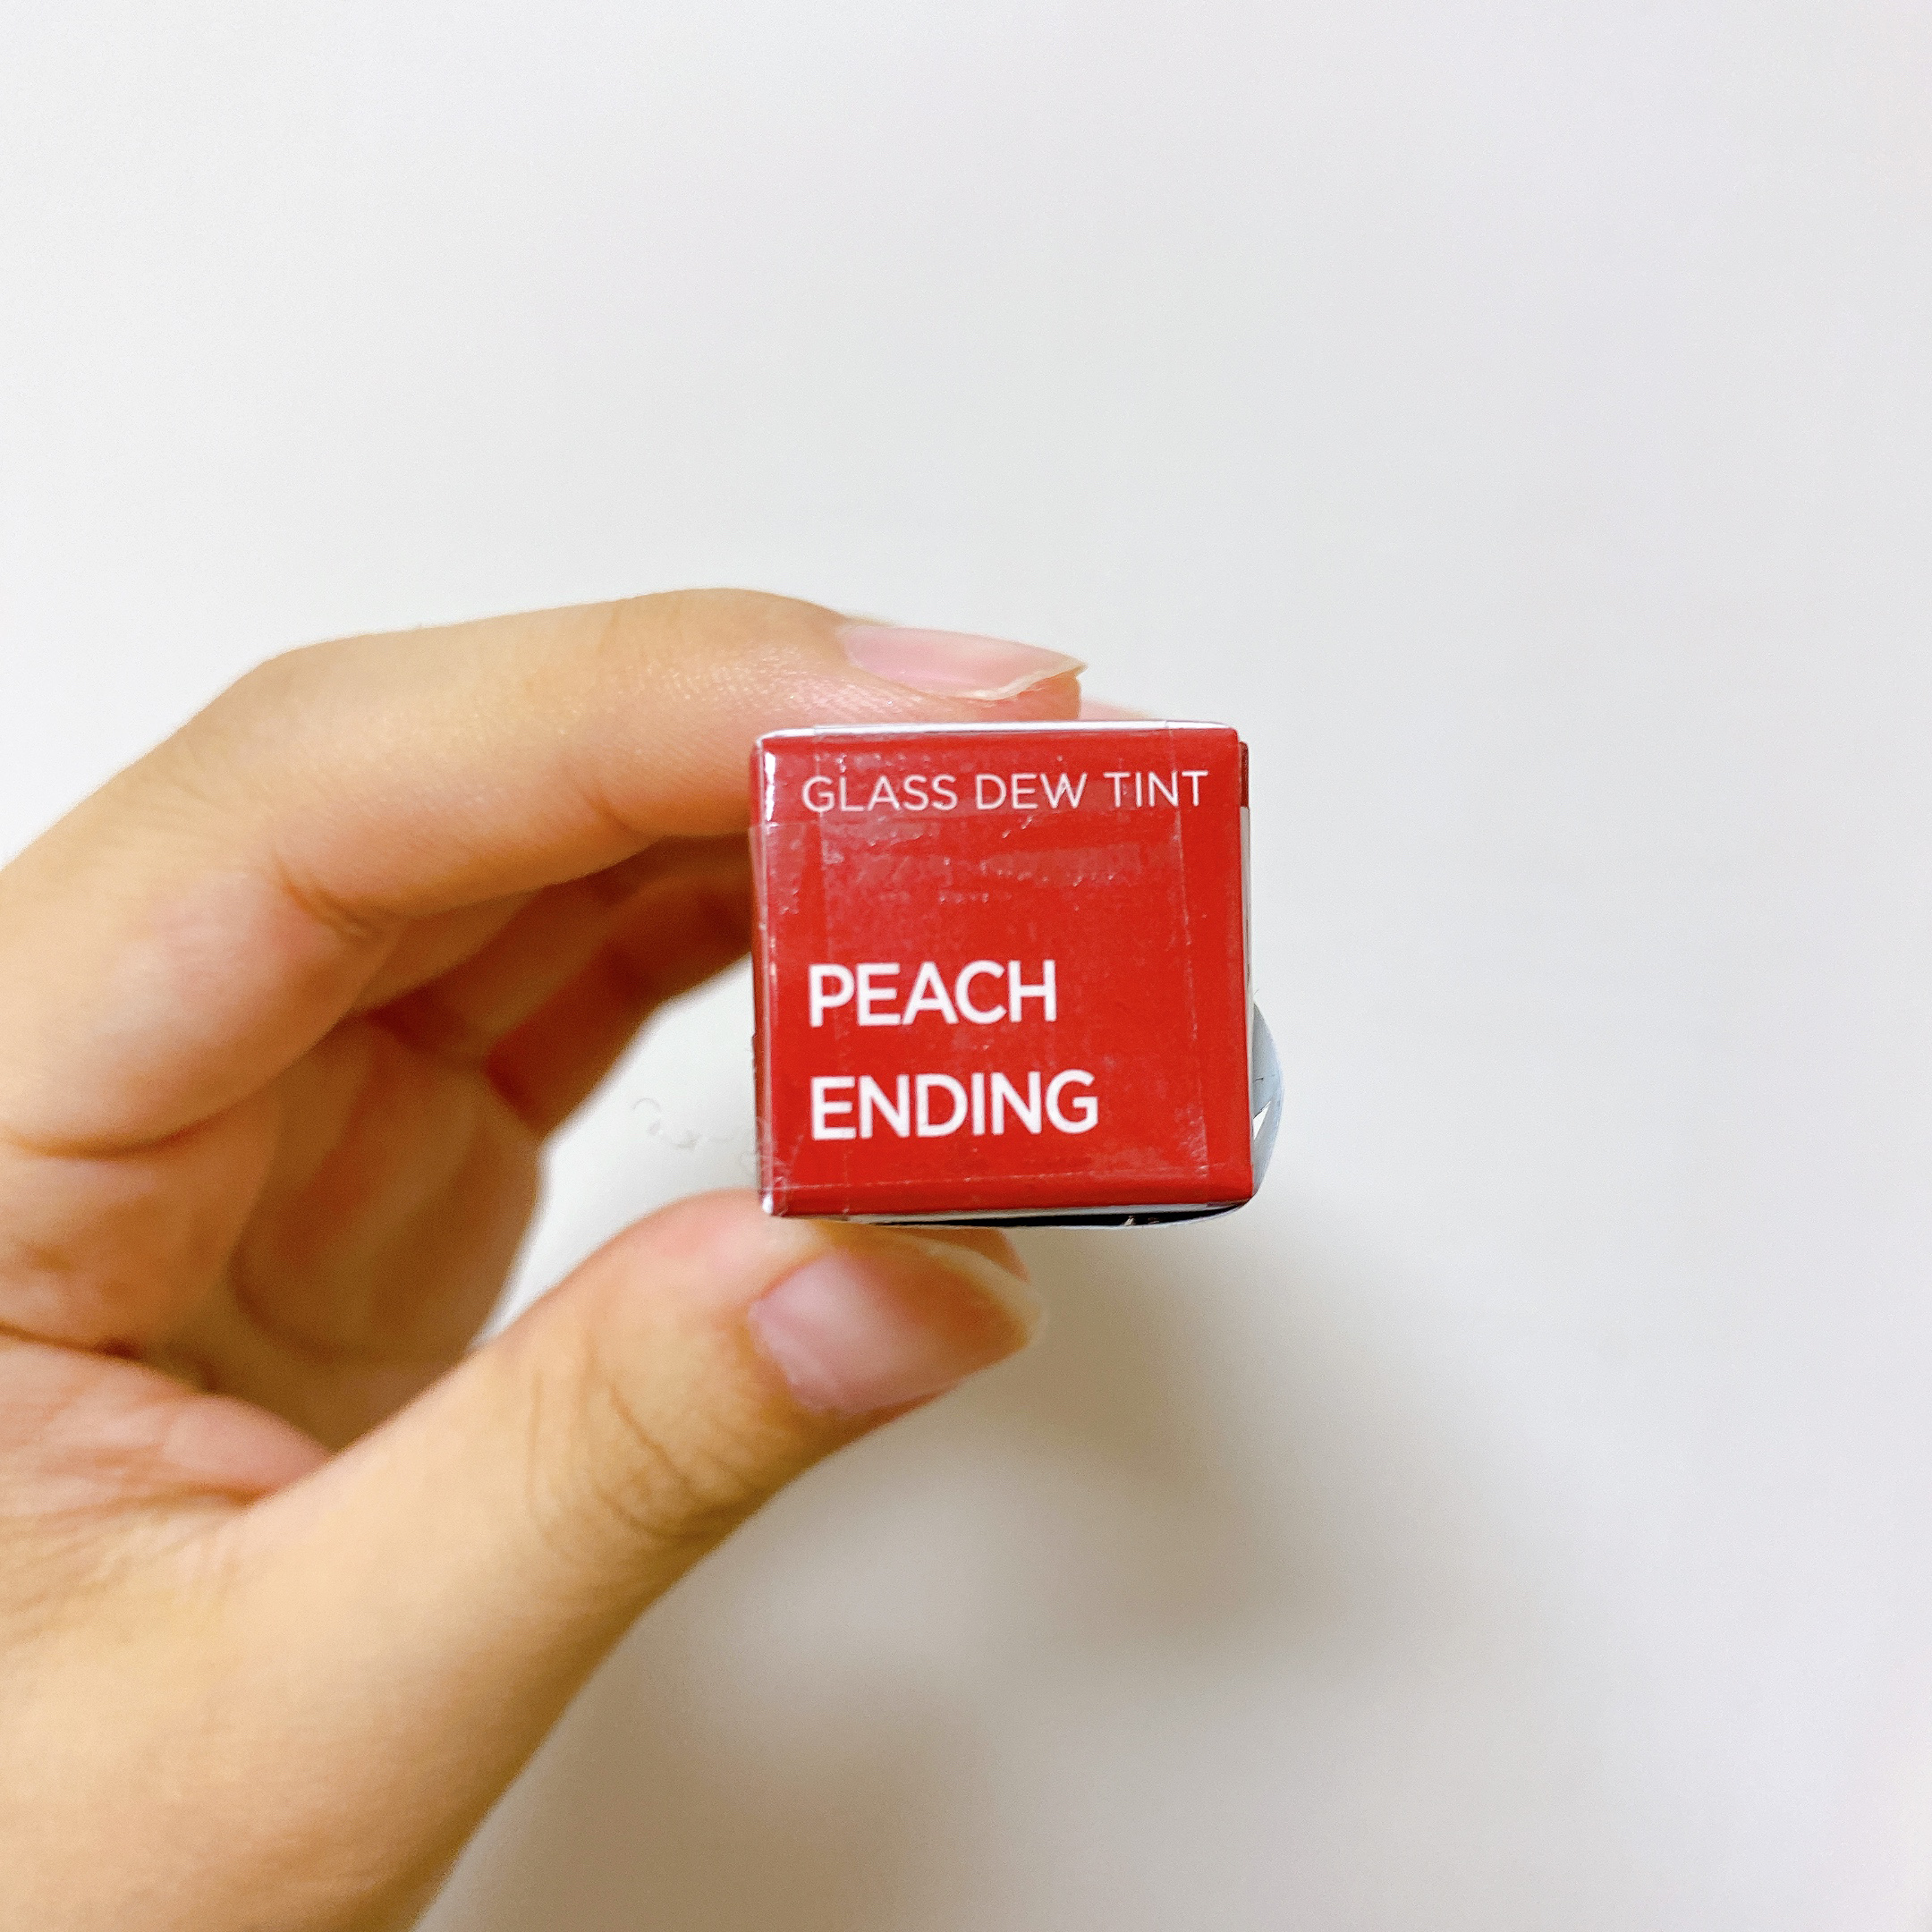 GLASS DEW TINT
PEACH
ENDING